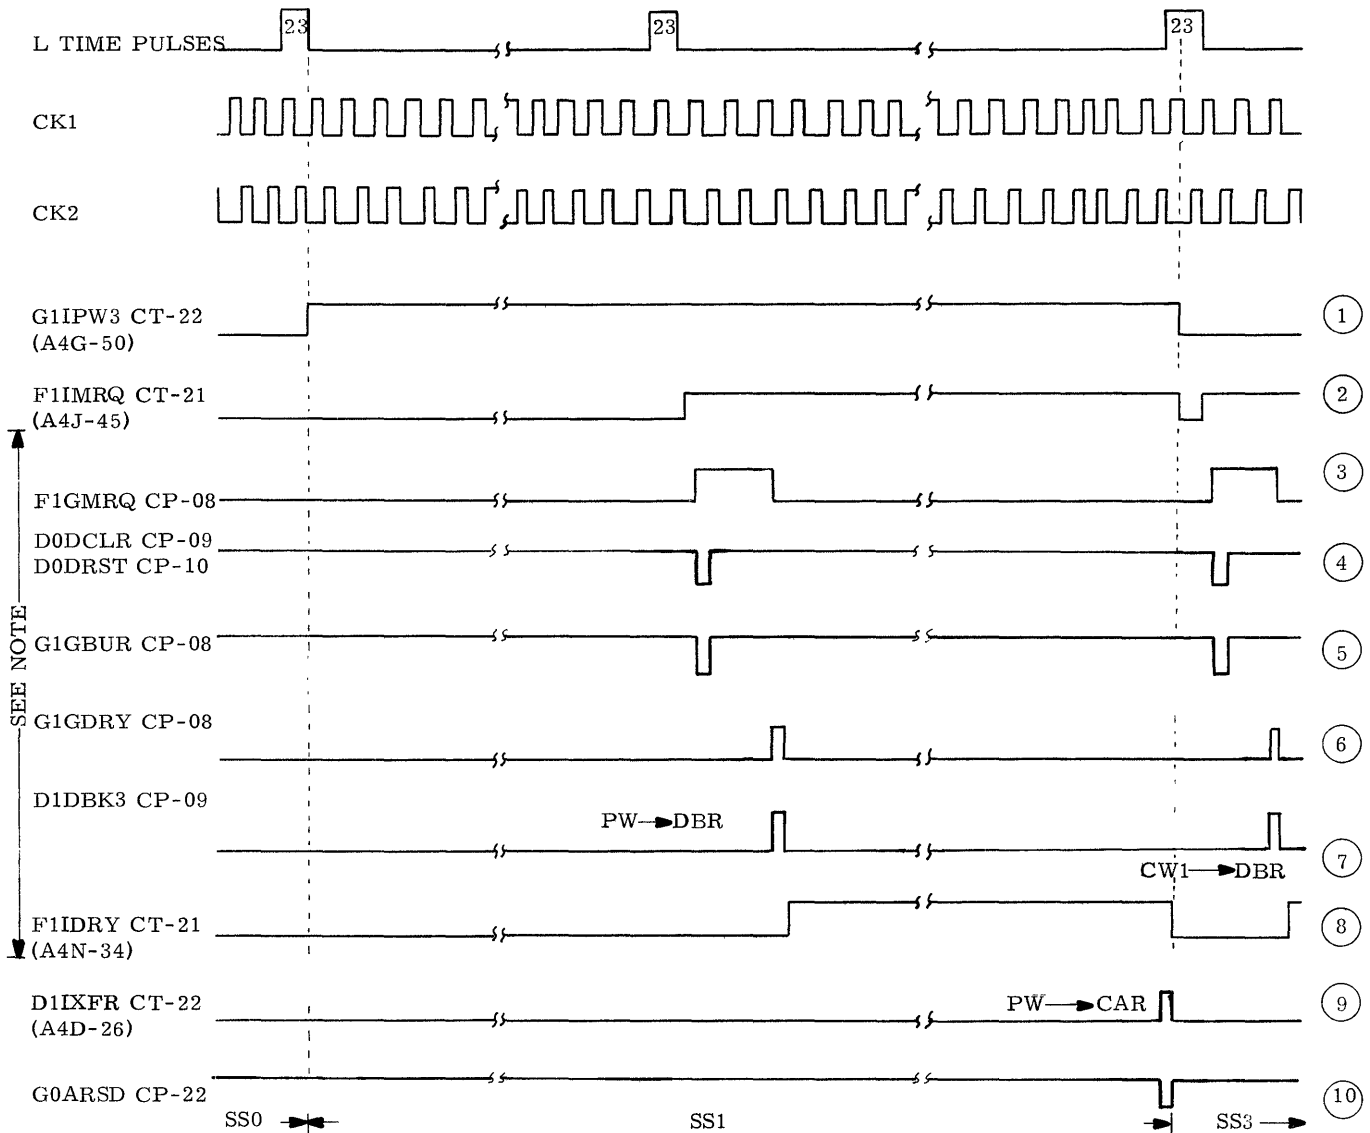 23 23 23
L TIME PULSES
CK1
CK2
G1IPW3 CT-22 1
(A4G-50)
F1IMRQ CT-21 2
(A4J-45)
3
F1GMRQ CP-08
D0DCLR CP-09
D0DRST CP-10 4
SEE NOTE
G1GBUR CP-08 5
G1GDRY CP-08 6
D1DBK3 CP-09
PW DBR
7
CW1 DBR
F1IDRY CT-21 8
(A4N-34)
D1IXFR CT-22 PW CAR 9
(A4D-26)
G0ARSD CP-22 10
SS0 SS1 SS3